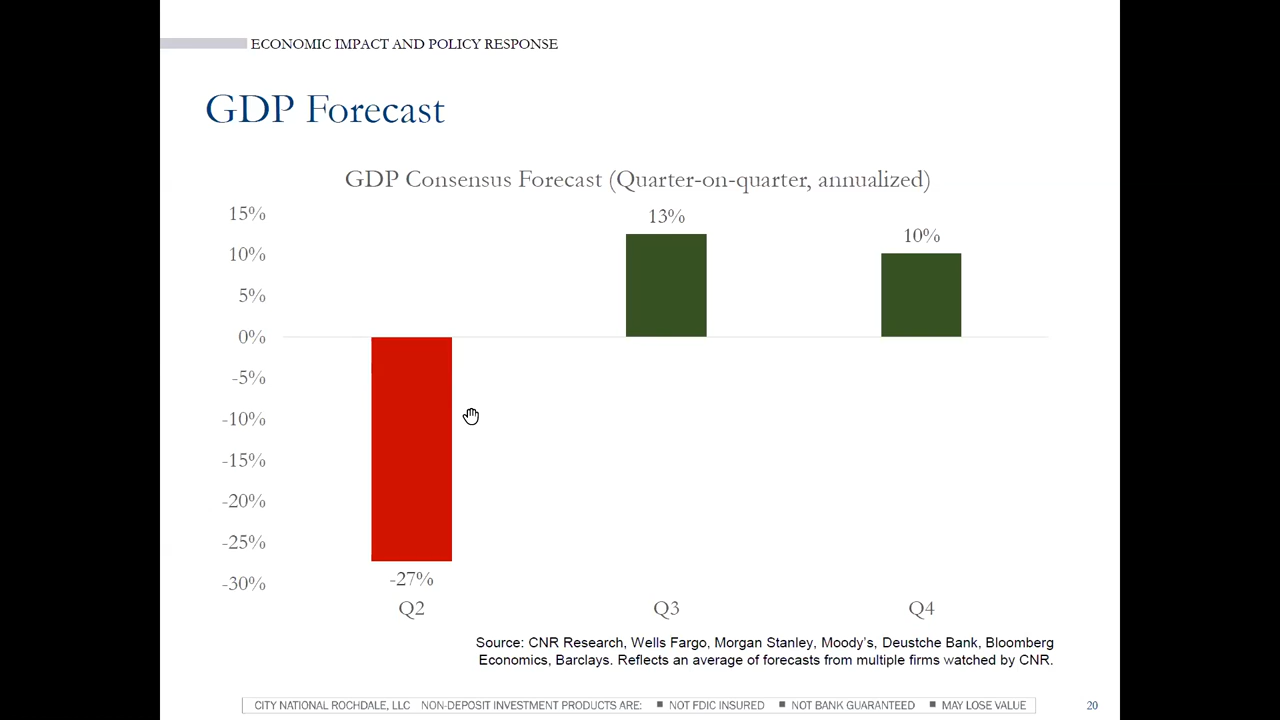 ECONOMIC IMPACT AND POLICY RESPONSE
GDP Forecast
GDP Consensus Forecast (Quarter-on-quarter, annualized)
15%
10%
5%
0%
-5%
-10%
-15%
-20%
-25%
-30%
13%
10%
-27%
Q2
Q3
Q4
Source: CNR Research, Wells Fargo, Morgan Stanley, Moody's, Deustche Bank, Bloomberg
Economics, Barclays. Reflects an average of forecasts from multiple firms watched by CNR.
CITY NATIONAL ROCHDALE, LLC NON-DEPOSIT INVESTMENT PRODUCTS ARE: ■ NOT FDIC INSURED ■ NOT BANK GUARANTEED ■ MAY LOSE VALUE
20